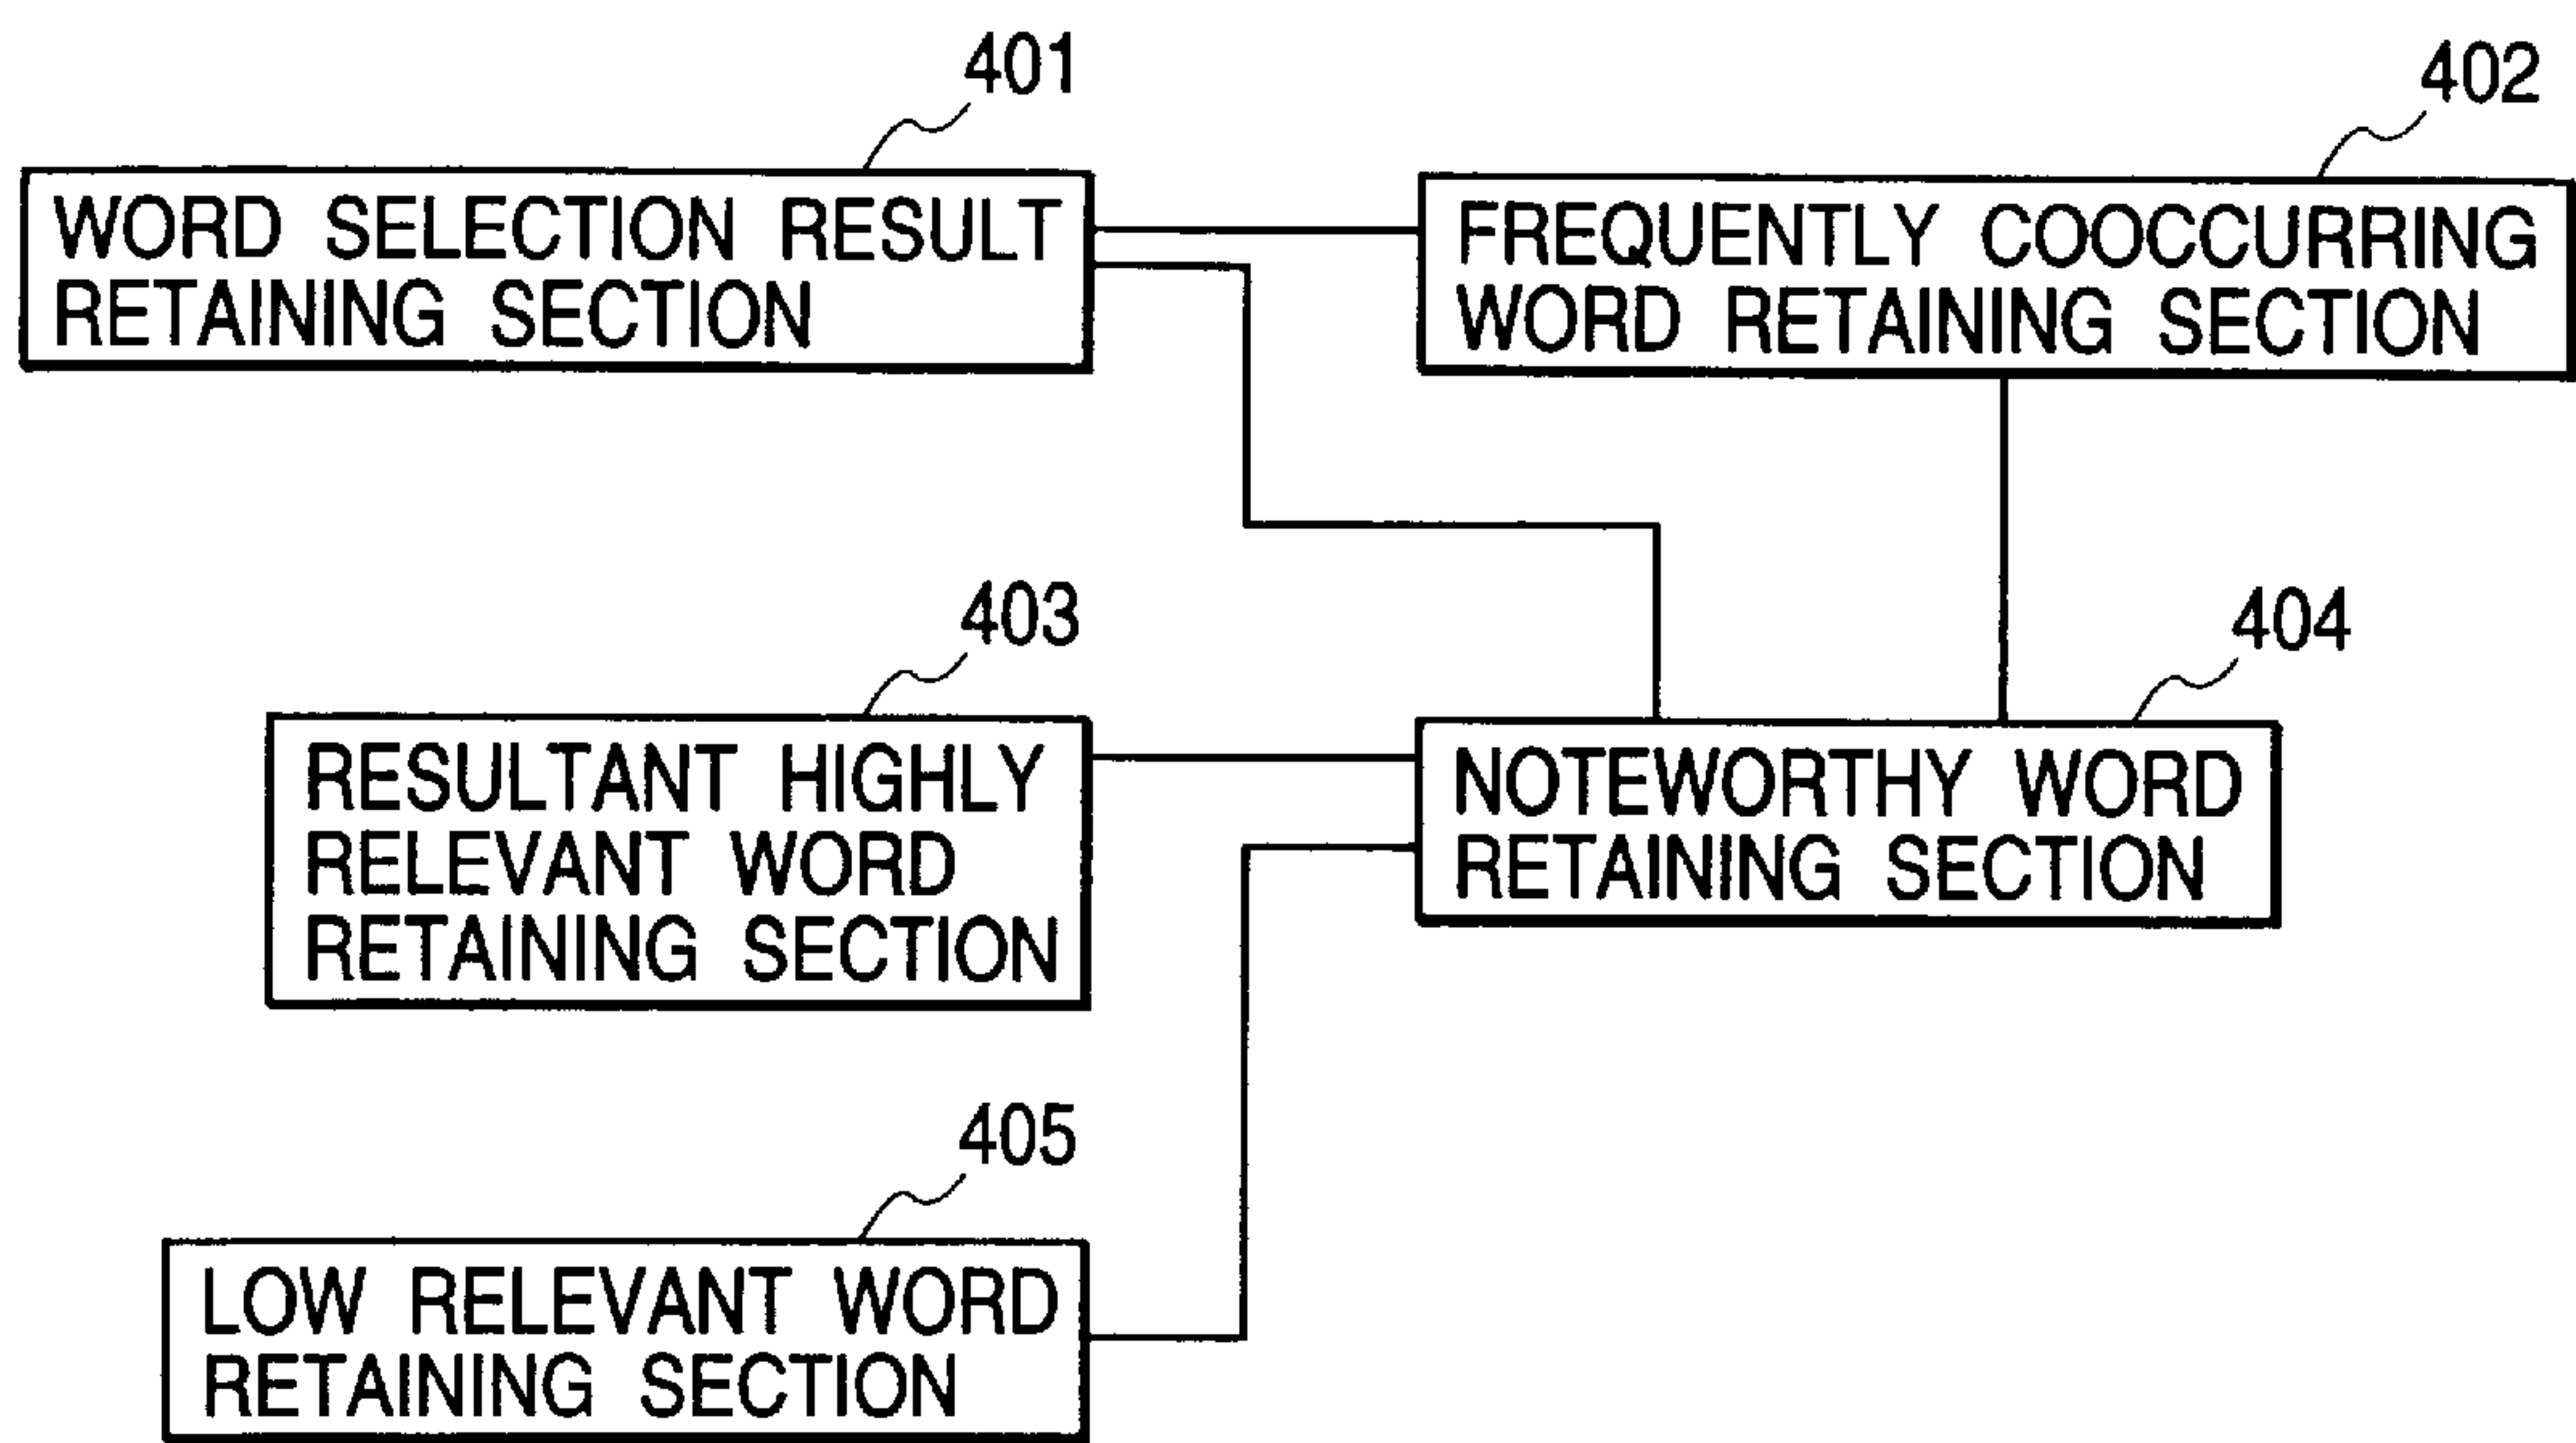 401
WORD SELECTION RESULT
RETAINING SECTION
402
FREQUENTLY COOCCURRING
WORD RETAINING SECTION
403
RESULTANT HIGHLY
RELEVANT WORD
RETAINING SECTION
404
NOTEWORTHY WORD
RETAINING SECTION
405
LOW RELEVANT WORD
RETAINING SECTION